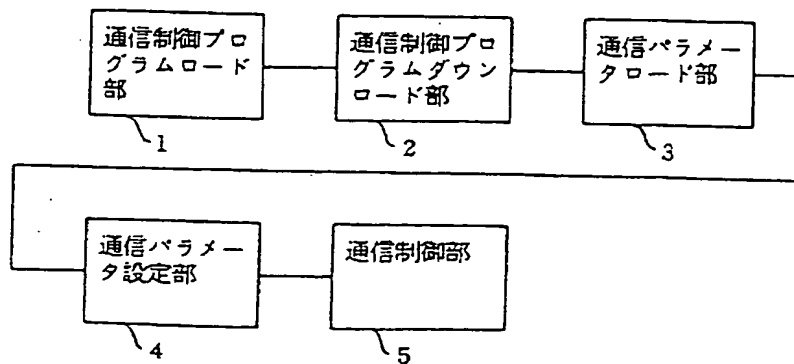 通信制御プロ
グラムロード
部
通信制御プロ
グラムダウン
ロード部
通信パラメー
タロード部
1
2
3
通信パラメー
タ設定部
通信制御部
4
5